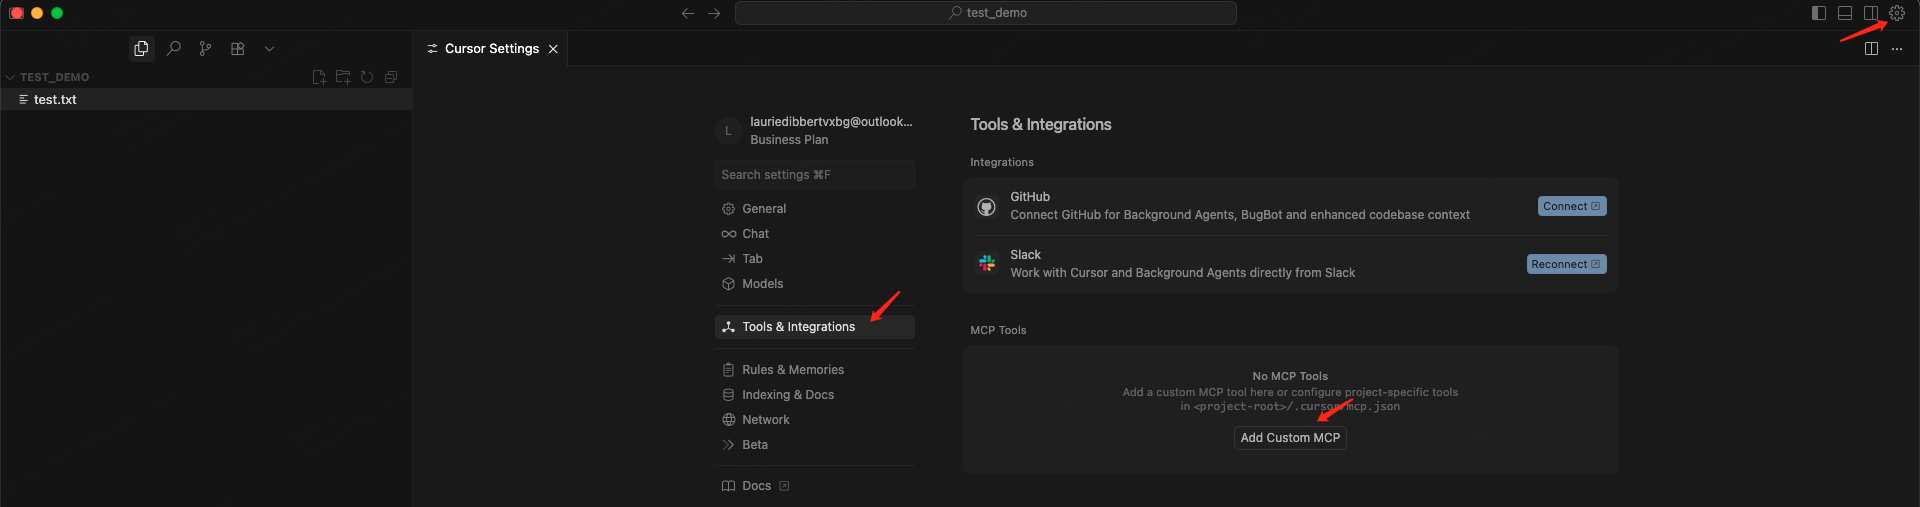 test_demo
Cursor Settings
TEST_DEMO
test.txt
L
lauriedibbertvxbg@outlook...
Business Plan
Search settings ⌘F
General
Chat
Tab
Models
Tools & Integrations
Rules & Memories
Indexing & Docs
Network
Beta
Docs
Tools & Integrations
Integrations
GitHub
Connect GitHub for Background Agents, BugBot and enhanced codebase context
Connect
Slack
Work with Cursor and Background Agents directly from Slack
Reconnect
MCP Tools
No MCP Tools
Add a custom MCP tool here or configure project-specific tools
in <project-root>/.cursor/mcp.json
Add Custom MCP